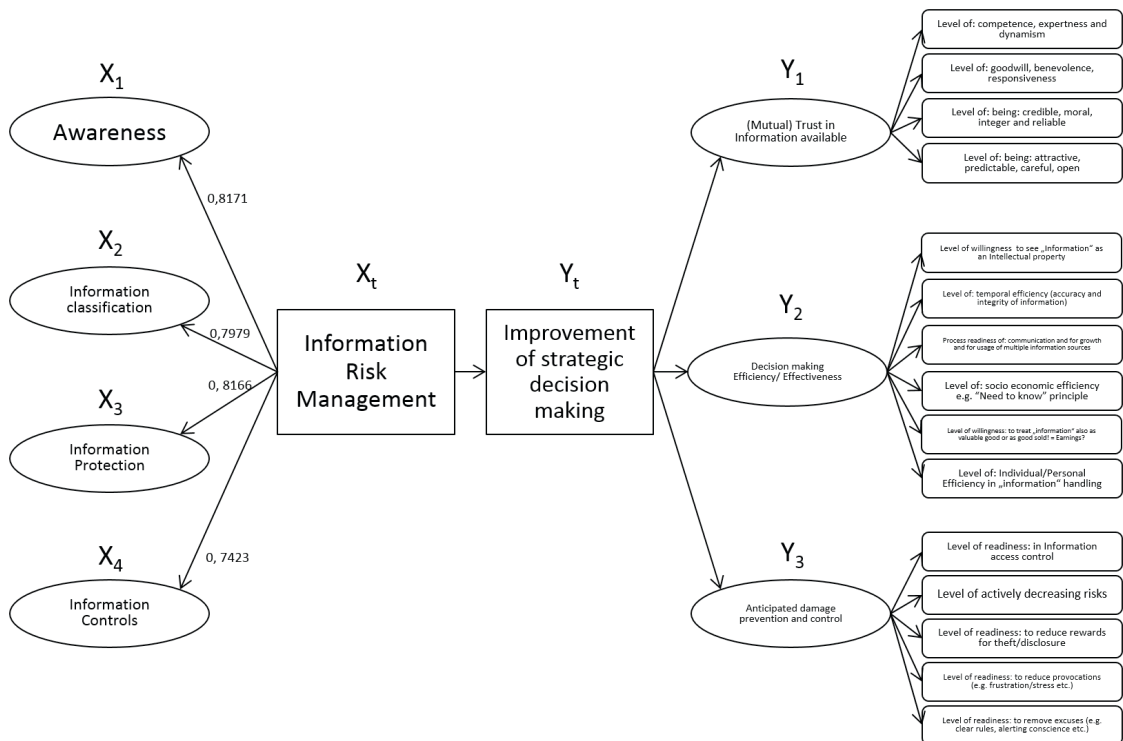 X1
Awareness
0,8171
X2
Information
classification
0,7979
X3
Information
Protection
0, 8166
X4
Information
Controls
0, 7423
Xt
Information
Risk
Management
Yt
Improvement
of strategic
decision
making
Y1
(Mutual) Trust in
Information available
Level of: competence, expertness and
dynamism
Level of: goodwill, benevolence,
responsiveness
Level of: being: credible, moral,
integer and reliable
Level of: being: attractive,
predictable, careful, open
Y2
Decision making
Efficiency/ Effectiveness
Level of willingness to see „Information“ as
an Intellectual property
Level of: temporal efficiency (accuracy and
integrity of information)
Process readiness of: communication and for growth
and for usage of multiple information sources
Level of: socio economic efficiency
e.g. “Need to know” principle
Level of willingness: to treat „information“ also as
valuable good or as good sold! = Earnings?
Level of: Individual/Personal
Efficiency in „information“ handling
Y3
Anticipated damage
prevention and control
Level of readiness: in Information
access control
Level of actively decreasing risks
Level of readiness: to reduce rewards
for theft/disclosure
Level of readiness: to reduce provocations
(e.g. frustration/stress etc.)
Level of readiness: to remove excuses (e.g.
clear rules, alerting conscience etc.)